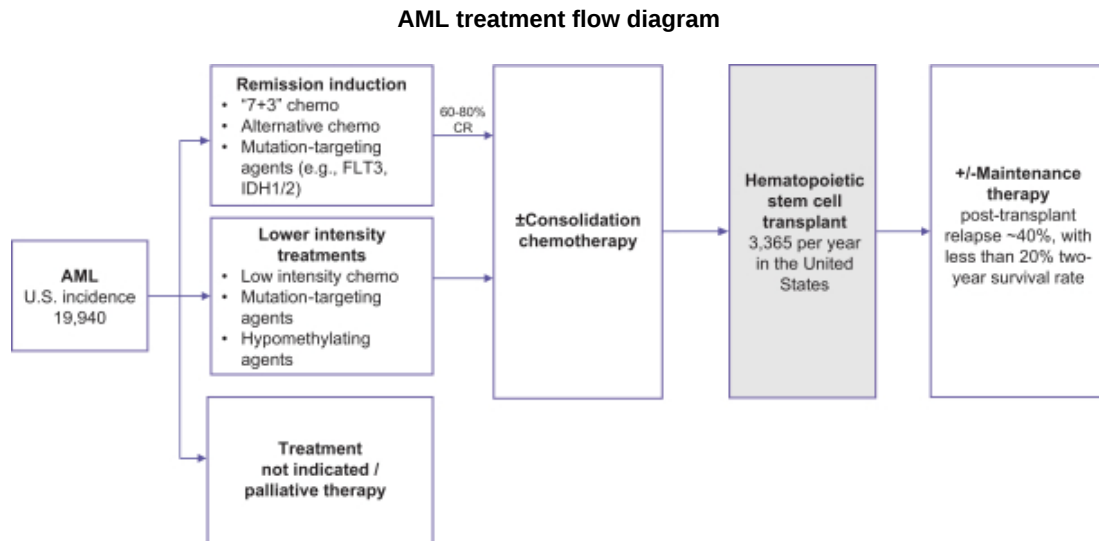 AML treatment flow diagram
AML
U.S. incidence
19,940
Remission induction
• "7+3" chemo
• Alternative chemo
• Mutation-targeting
agents (e.g., FLT3,
IDH1/2)
60-80%
CR
Lower intensity
treatments
• Low intensity chemo
• Mutation-targeting
agents
• Hypomethylating
agents
Treatment
not indicated /
palliative therapy
±Consolidation
chemotherapy
Hematopoietic
stem cell
transplant
3,365 per year
in the United
States
+/-Maintenance
therapy
post-transplant
relapse ~40%, with
less than 20% two-
year survival rate